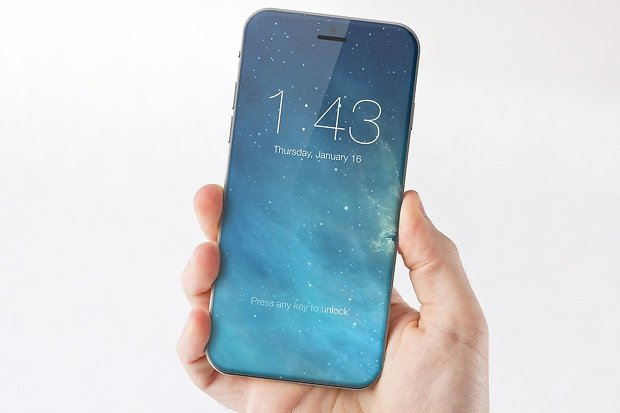 1:43
Thursday, January 16
Press any key to unlock